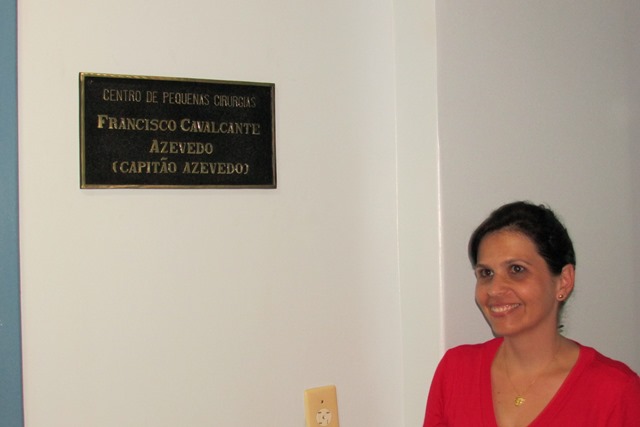 CENTRO DE PEQUENAS CIRURGIAS
FRANCISCO CAVALCANTE
AZEVEDO
(CAPITÃO AZEVEDO)